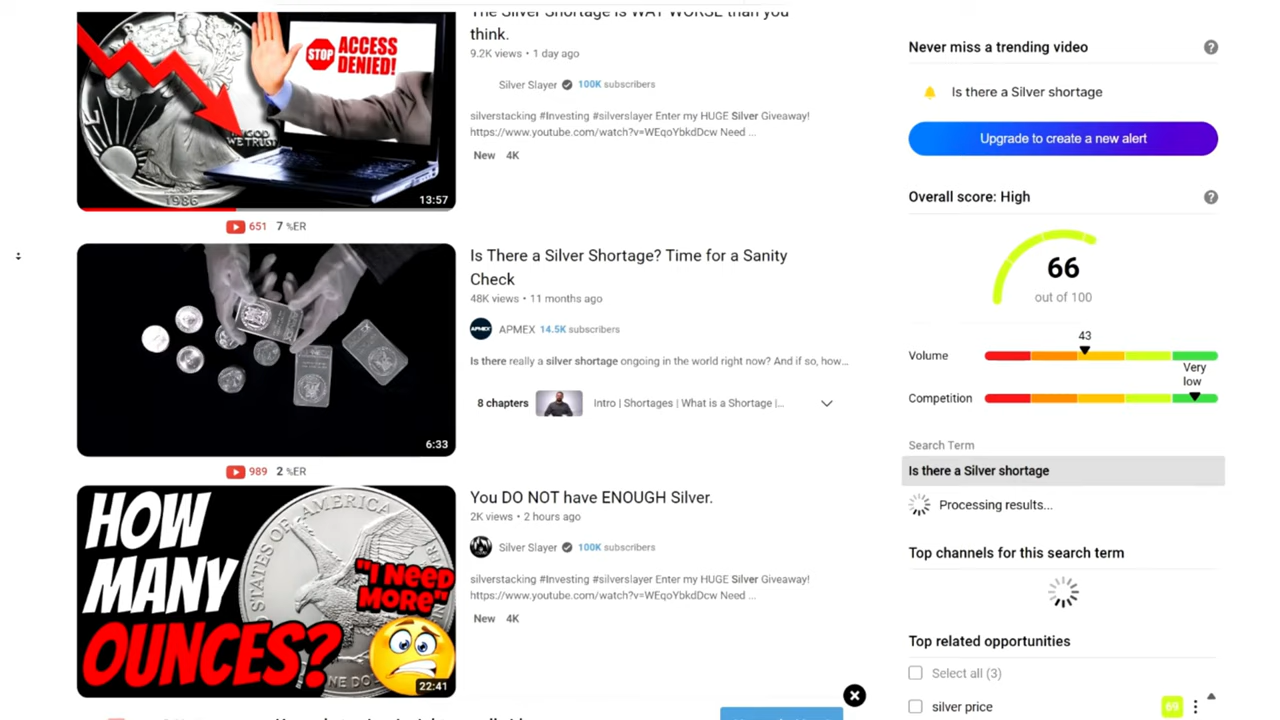 The Silver Shortage is WAY WORSE than you
think.
9.2K views • 1 day ago
Silver Slayer 100K subscribers
silverstacking #Investing #silverslayer Enter my HUGE Silver Giveaway!
https://www.youtube.com/watch?v=WEqoYbkdDcw Need ...
New 4K
STOP ACCESS
DENIED!
IN GOD
WE TRUST
1986
13:57
651 7 %ER
Is There a Silver Shortage? Time for a Sanity
Check
48K views • 11 months ago
APMEX APMEX 14.5K subscribers
Is there really a silver shortage ongoing in the world right now? And if so, how...
8 chapters Intro | Shortages | What is a Shortage |...
6:33
989 2 %ER
HOW
MANY
OUNCES?
"I NEED
MORE"
22:41
You DO NOT have ENOUGH Silver.
2K views • 2 hours ago
Silver Slayer 100K subscribers
silverstacking #Investing #silverslayer Enter my HUGE Silver Giveaway!
https://www.youtube.com/watch?v=WEqoYbkdDcw Need ...
New 4K
Never miss a trending video ?
Is there a Silver shortage
Upgrade to create a new alert
Overall score: High ?
66
out of 100
43
Volume
Very
low
Competition
Search Term
Is there a Silver shortage
Processing results...
Top channels for this search term
Top related opportunities
Select all (3)
silver price 69